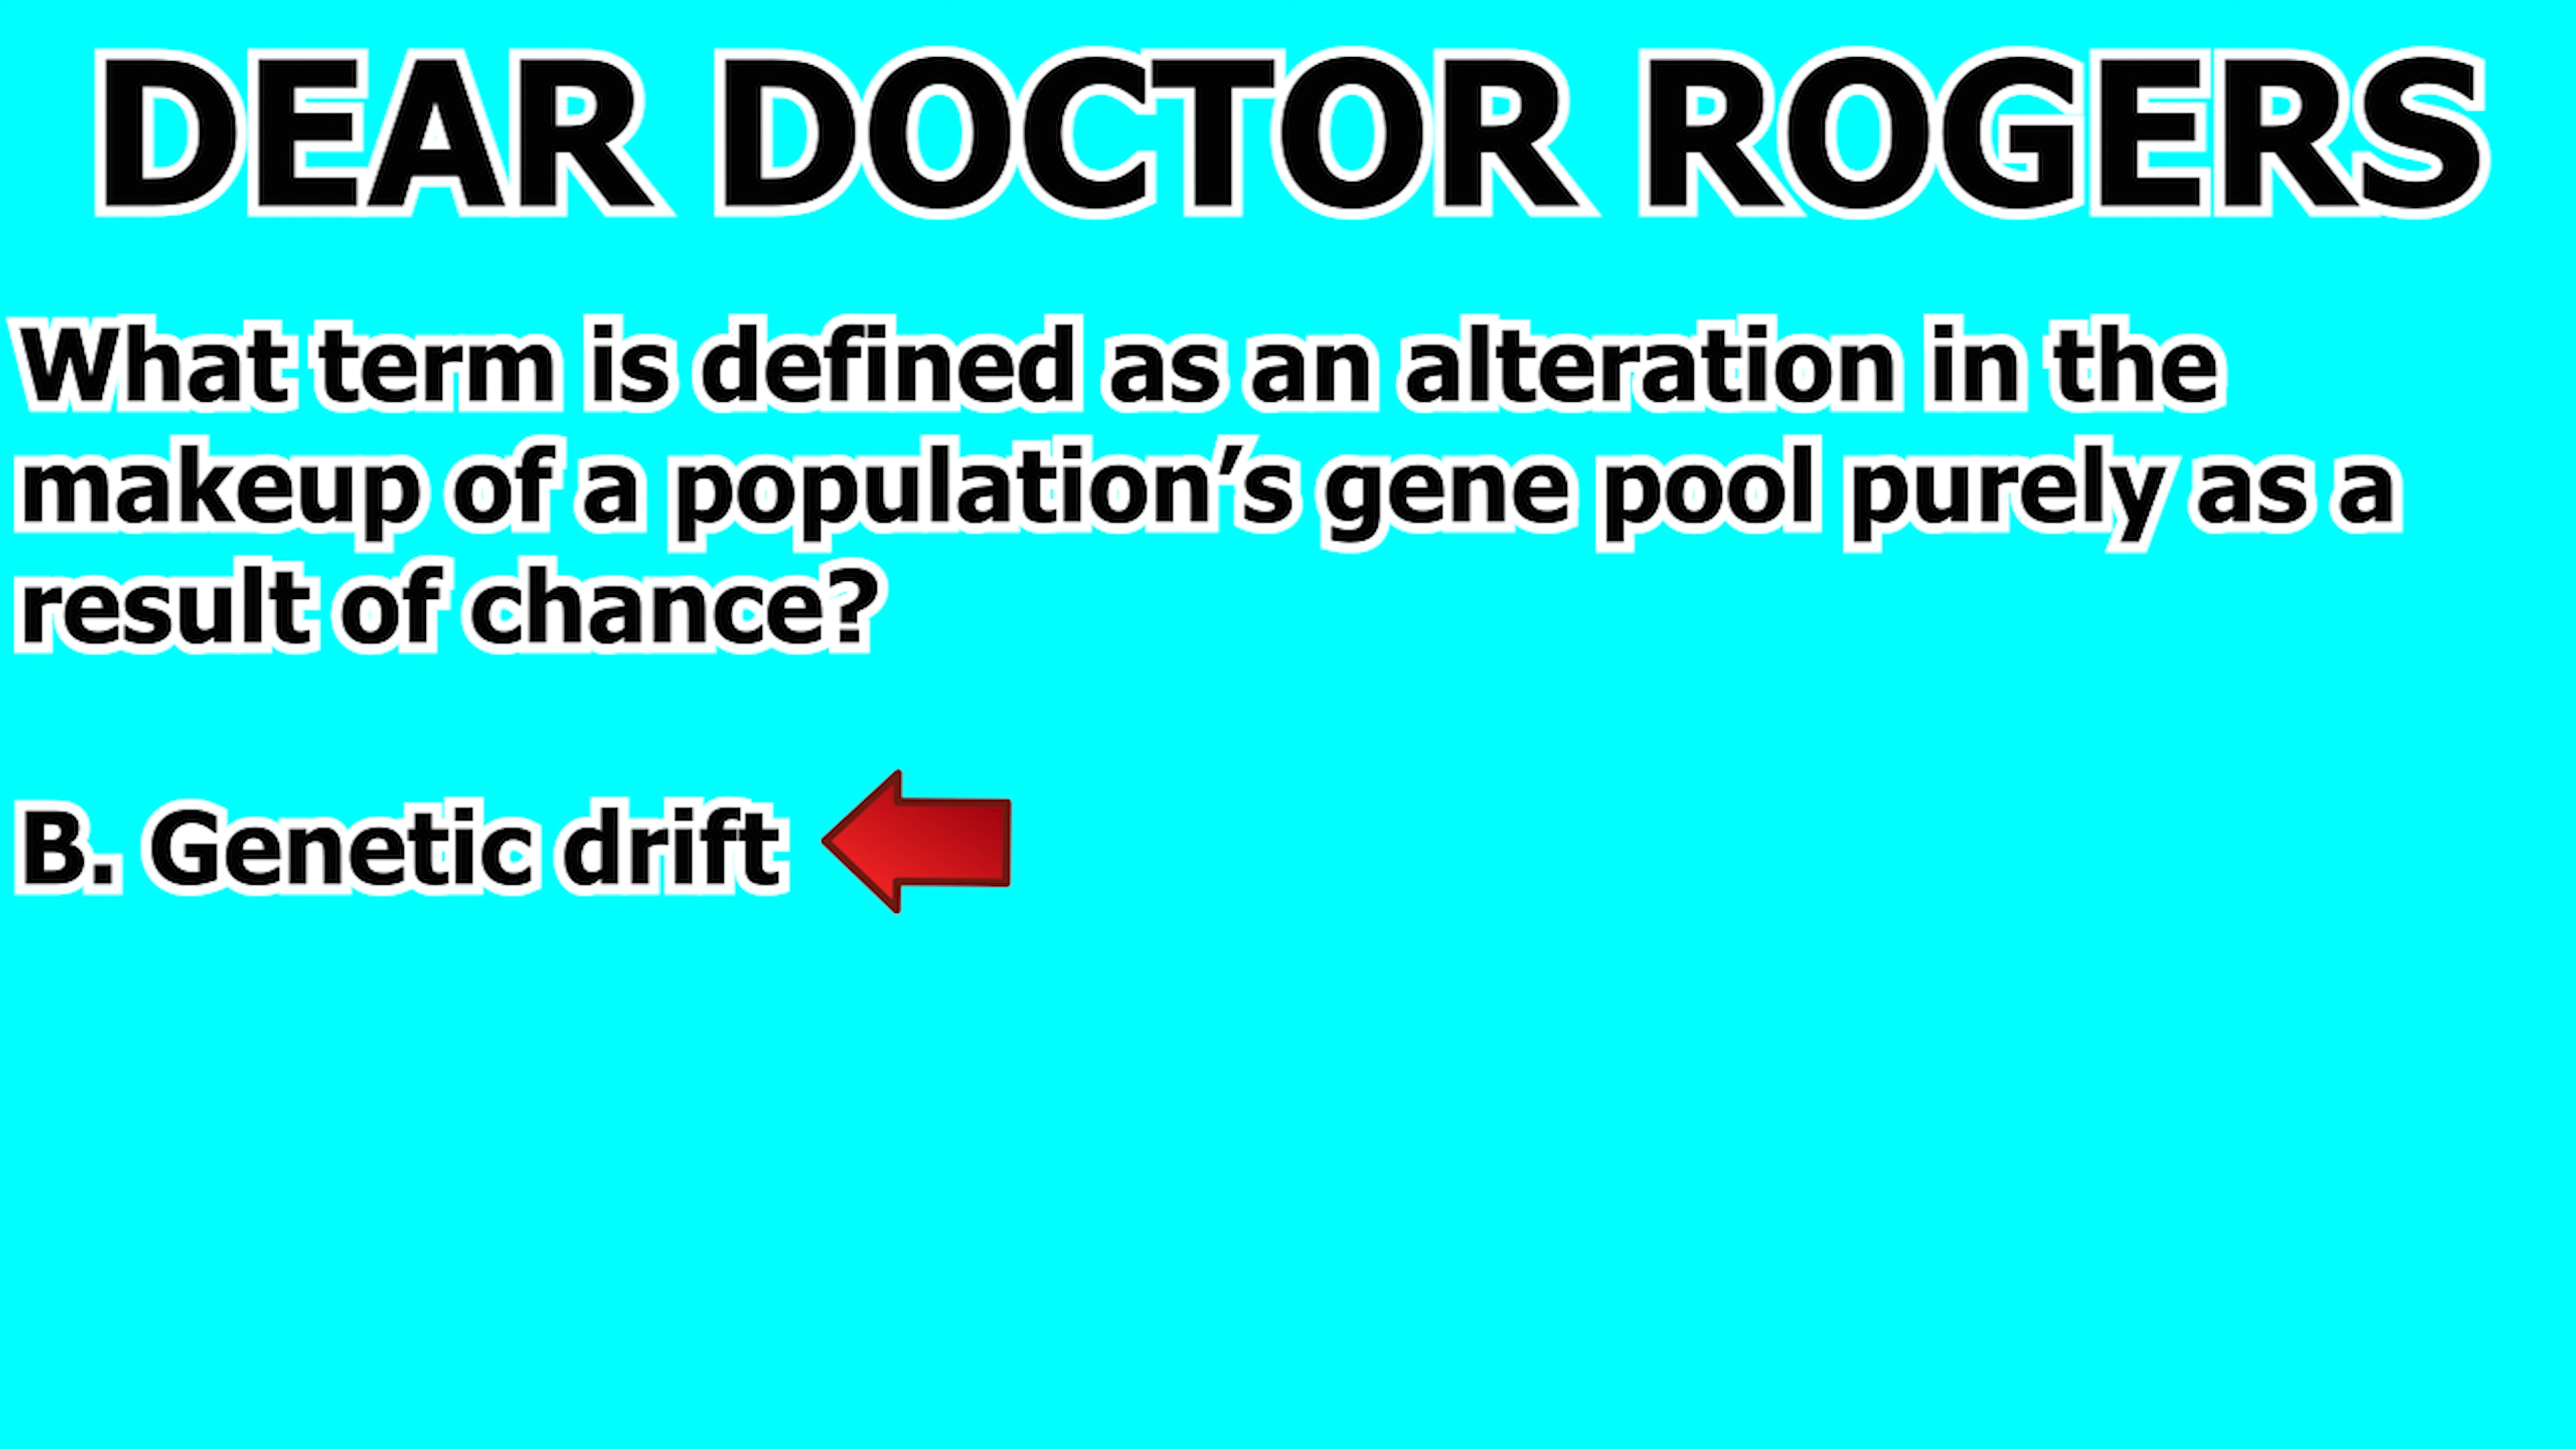 DEAR DOCTOR ROGERS
What term is defined as an alteration in the
makeup of a population’s gene pool purely as a
result of chance?
B. Genetic drift